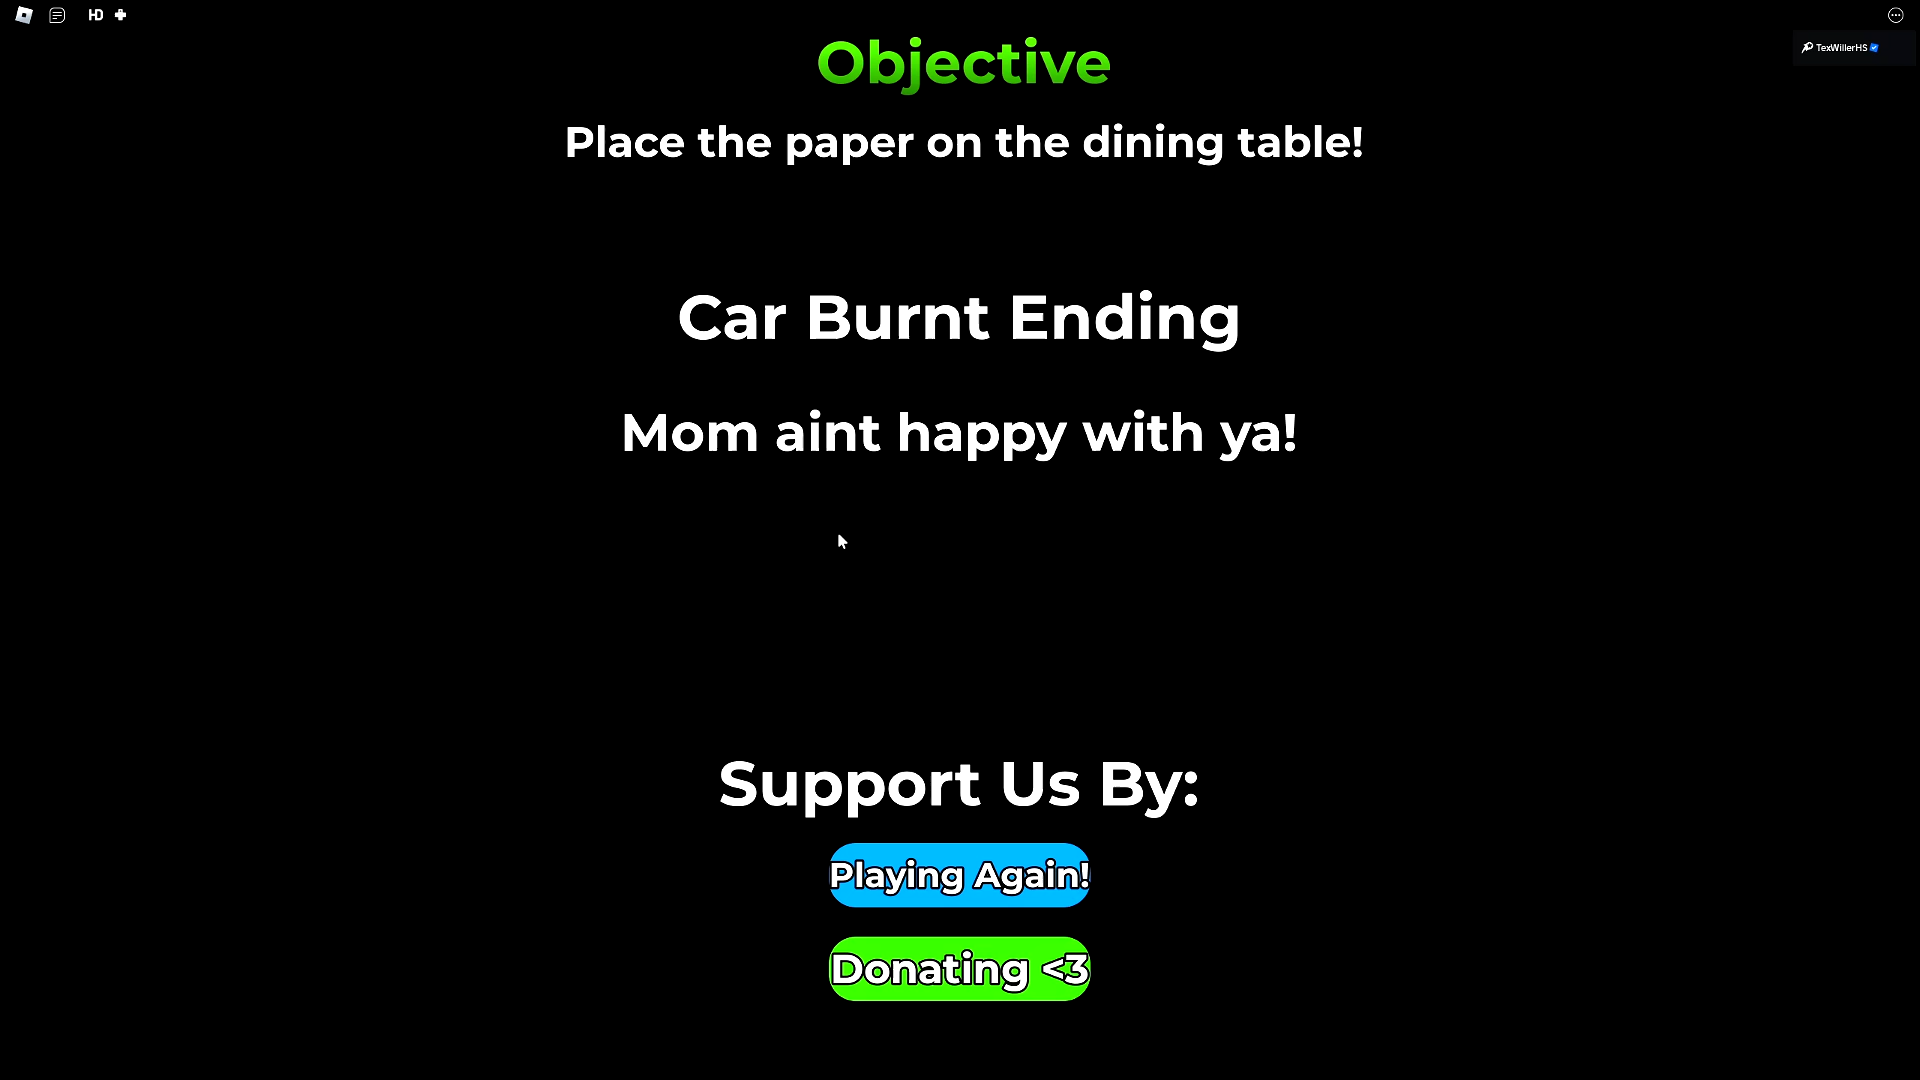 HD
TexWillerHS
Objective
Place the paper on the dining table!
Car Burnt Ending
Mom aint happy with ya!
Support Us By:
Playing Again!
Donating <3